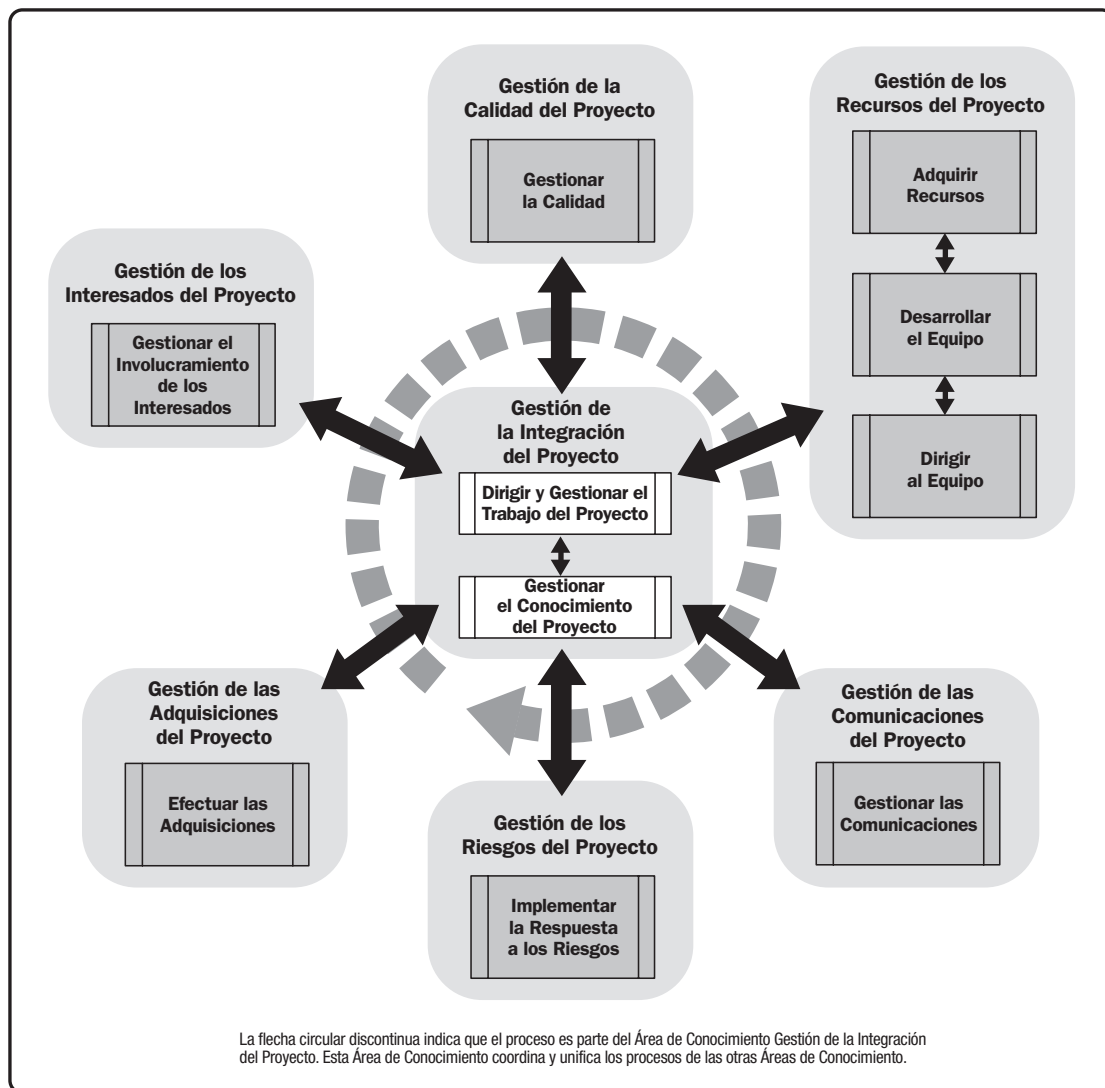 Gestión de la
Calidad del Proyecto
Gestionar
la Calidad
Gestión de los
Recursos del Proyecto
Adquirir
Recursos
Desarrollar
el Equipo
Dirigir
al Equipo
Gestión de los
Interesados del Proyecto
Gestionar el
Involucramiento
de los
Interesados
Gestión de
la Integración
del Proyecto
Dirigir y Gestionar el
Trabajo del Proyecto
Gestionar
el Conocimiento
del Proyecto
Gestión de las
Adquisiciones
del Proyecto
Efectuar las
Adquisiciones
Gestión de los
Riesgos del Proyecto
Implementar
la Respuesta
a los Riesgos
Gestión de las
Comunicaciones
del Proyecto
Gestionar las
Comunicaciones
La flecha circular discontinua indica que el proceso es parte del Área de Conocimiento Gestión de la Integración
del Proyecto. Esta Área de Conocimiento coordina y unifica los procesos de las otras Áreas de Conocimiento.